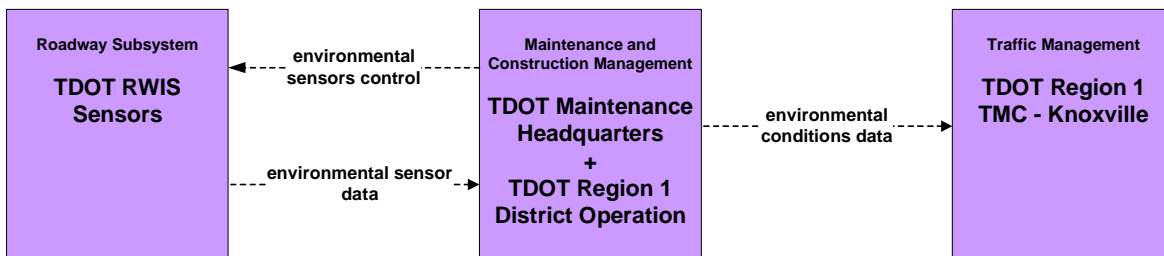 Roadway Subsystem
TDOT RWIS
Sensors
environmental
sensors control
environmental sensor
data
Maintenance and
Construction Management
TDOT Maintenance
Headquarters
+
TDOT Region 1
District Operation
environmental
conditions data
Traffic Management
TDOT Region 1
TMC - Knoxville